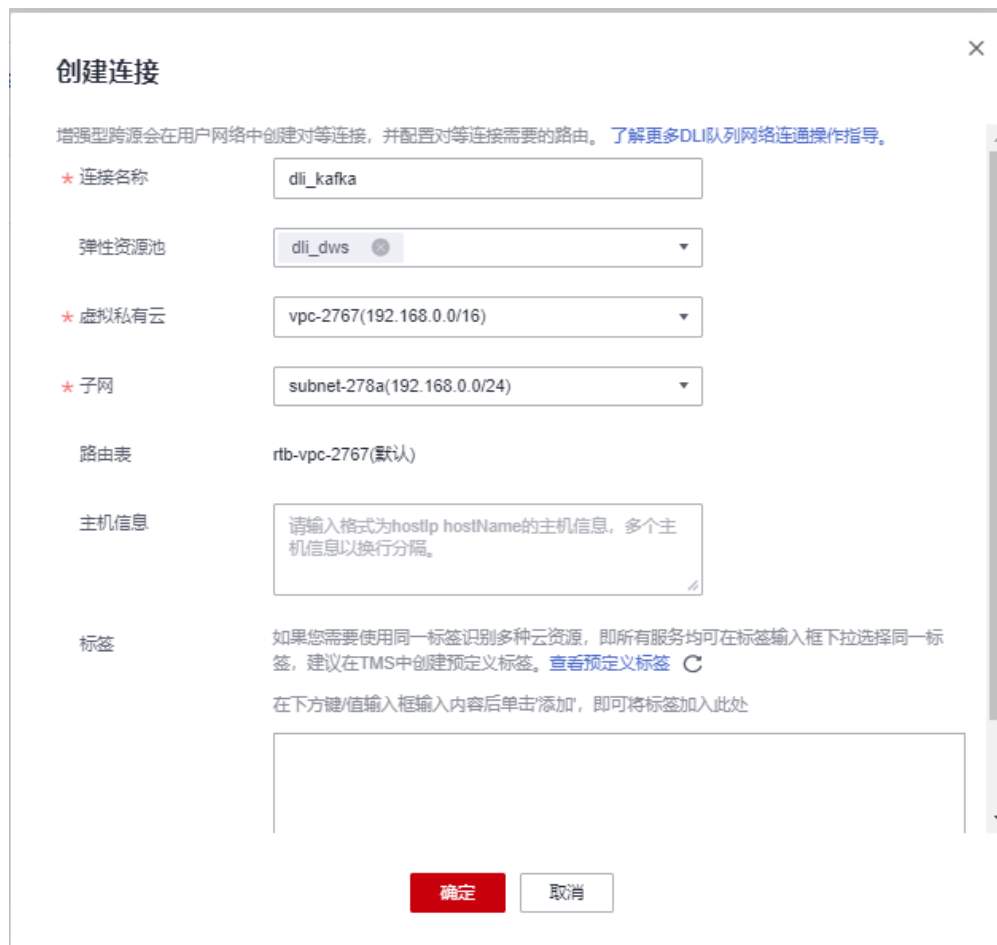 创建连接
增强型跨源会在用户网络中创建对等连接，并配置对等连接需要的路由。 了解更多DLI队列网络连通操作指导。
* 连接名称 dli_kafka
弹性资源池 dli_dws
* 虚拟私有云 vpc-2767(192.168.0.0/16)
* 子网 subnet-278a(192.168.0.0/24)
路由表 rtb-vpc-2767(默认)
主机信息 请输入格式为hostIp hostName的主机信息，多个主
机信息以换行分隔。
标签 如果您需要使用同一标签识别多种云资源，即所有服务均可在标签输入框下拉选择同一标
签，建议在TMS中创建预定义标签。查看预定义标签
在下方键/值输入框输入内容后单击'添加'，即可将标签加入此处
确定 取消